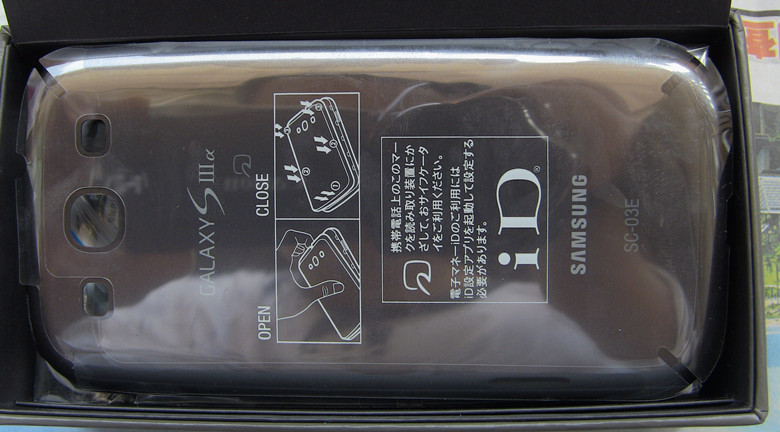 GALAXY S III α
CLOSE
OPEN
携帯電話上のこのマー
クを読み取り装置にか
ざして、おサイフケータ
イをご利用ください。
電子マネーiDのご利用には
iD設定アプリを起動して設定する
必要があります。
iD®
SAMSUNG
SC-03E